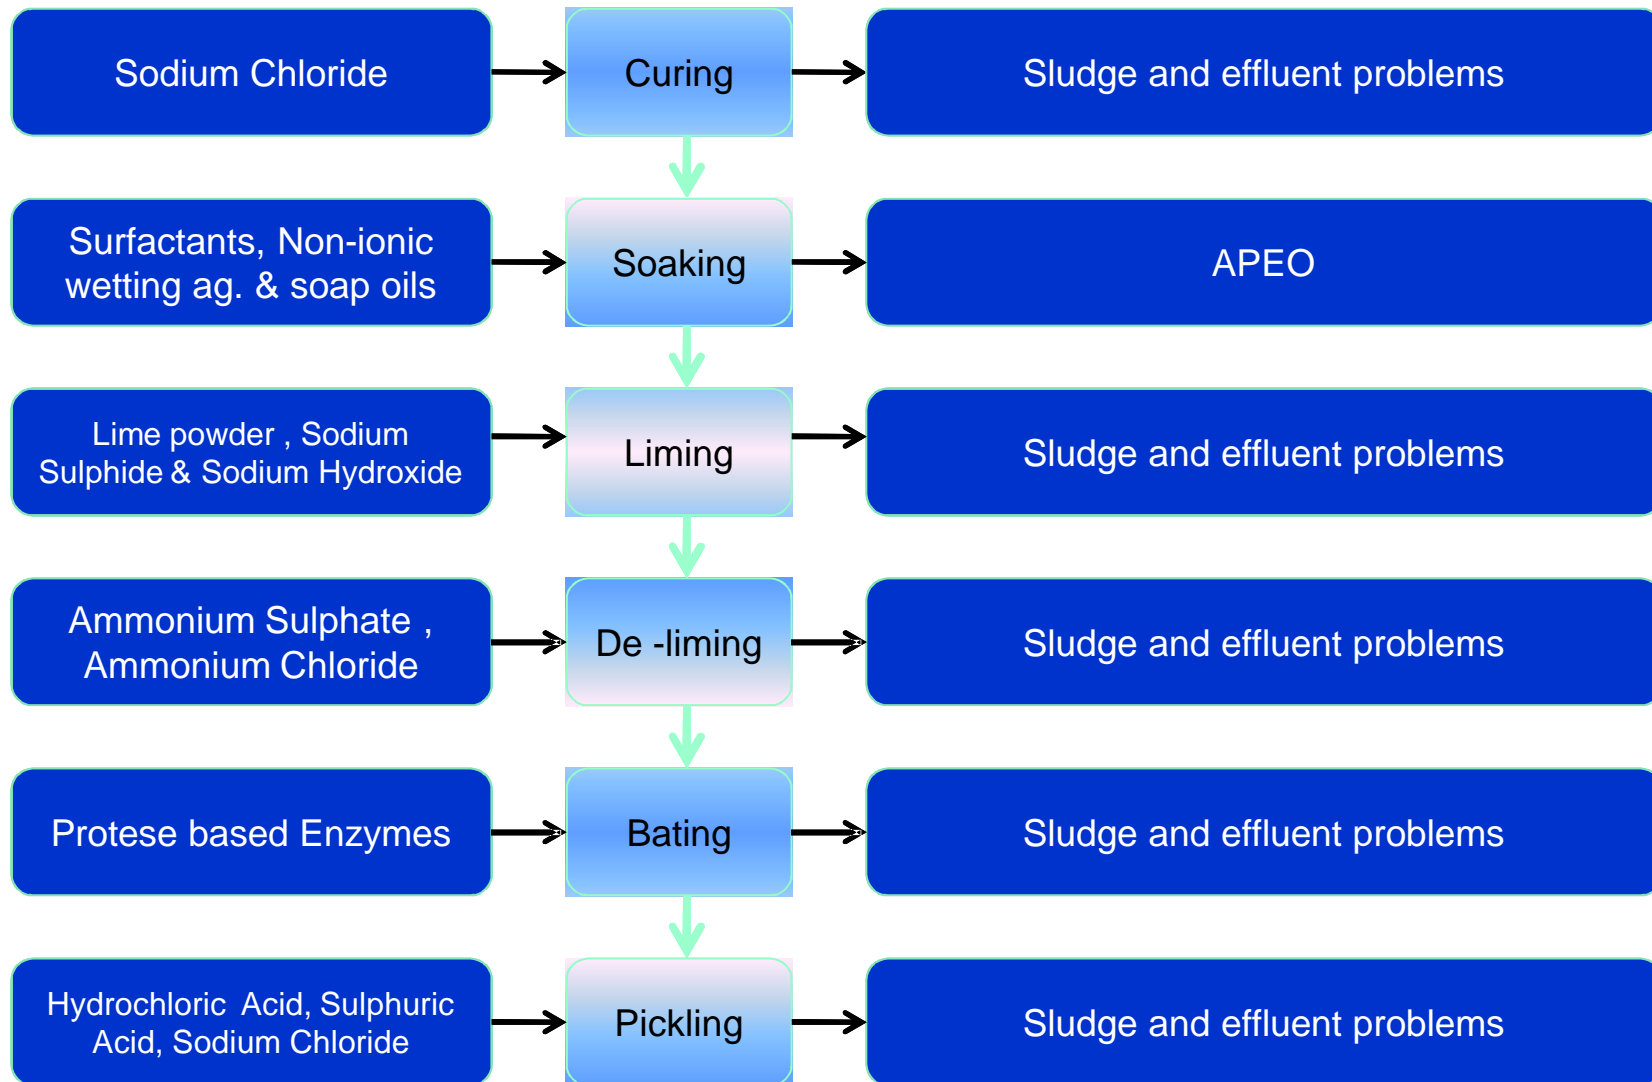 Sodium Chloride
Curing
Sludge and effluent problems
Surfactants, Non-ionic
wetting ag. & soap oils
Soaking
APEO
Lime powder , Sodium
Sulphide & Sodium Hydroxide
Liming
Sludge and effluent problems
Ammonium Sulphate ,
Ammonium Chloride
De -liming
Sludge and effluent problems
Protese based Enzymes
Bating
Sludge and effluent problems
Hydrochloric Acid, Sulphuric
Acid, Sodium Chloride
Pickling
Sludge and effluent problems